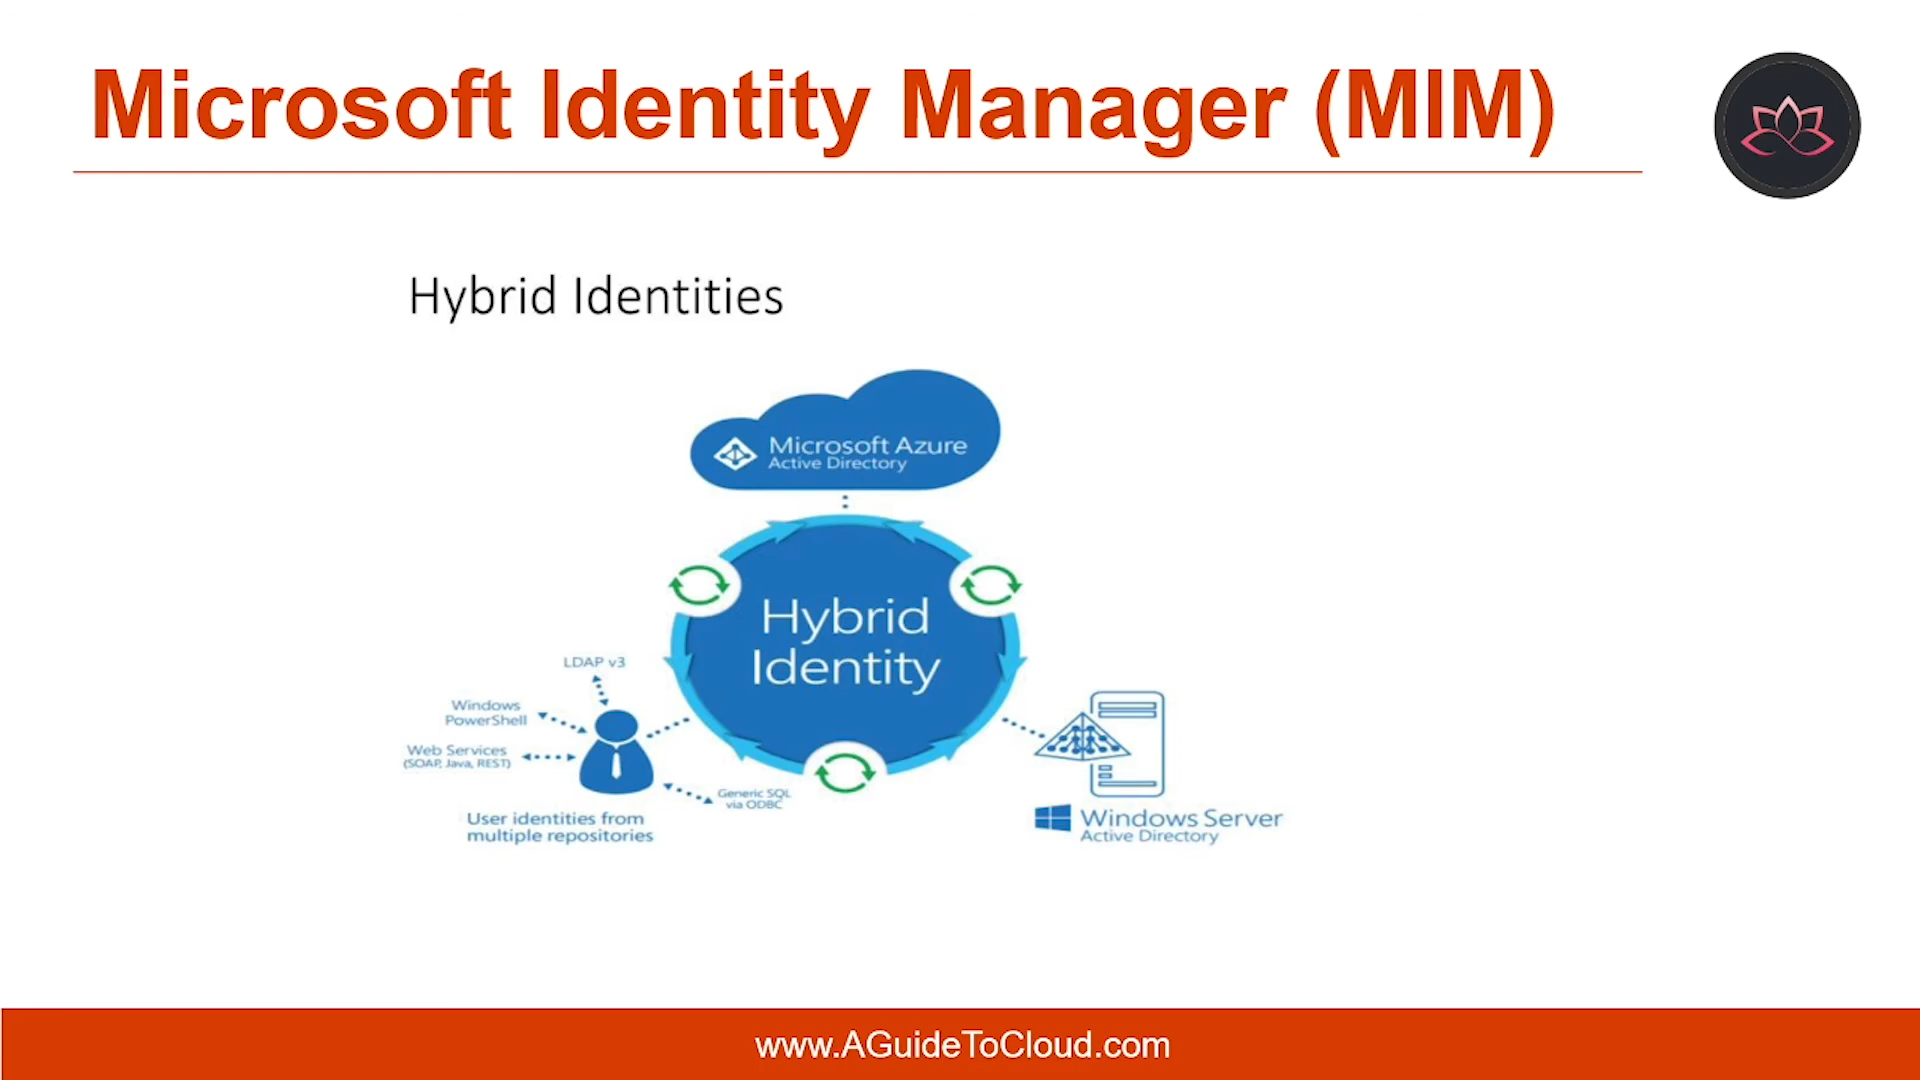 Microsoft Identity Manager (MIM)
Hybrid Identities
Microsoft Azure
Active Directory
Hybrid
Identity
LDAP v3
Windows
PowerShell
Web Services
(SOAP, Java, REST)
Generic SQL
via ODBC
User identities from
multiple repositories
Windows Server
Active Directory
www.AGuideToCloud.com